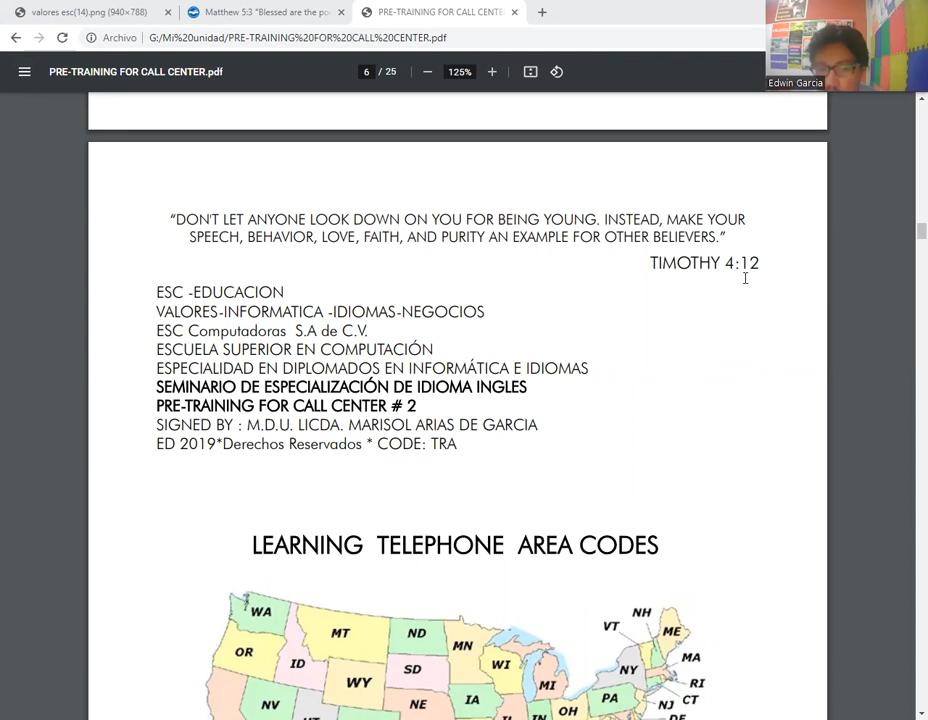 valores esc(14).png (940×788)
Matthew 5:3 "Blessed are the po
PRE-TRAINING FOR CALL CENTE
Archivo
G:/Mi%20unidad/PRE-TRAINING%20FOR%20CALL%20CENTER.pdf
PRE-TRAINING FOR CALL CENTER.pdf
6 / 25
125%
Edwin Garcia
“DON'T LET ANYONE LOOK DOWN ON YOU FOR BEING YOUNG. INSTEAD, MAKE YOUR
SPEECH, BEHAVIOR, LOVE, FAITH, AND PURITY AN EXAMPLE FOR OTHER BELIEVERS.”
TIMOTHY 4:12
ESC -EDUCACION
VALORES-INFORMATICA -IDIOMAS-NEGOCIOS
ESC Computadoras S.A de C.V.
ESCUELA SUPERIOR EN COMPUTACIÓN
ESPECIALIDAD EN DIPLOMADOS EN INFORMÁTICA E IDIOMAS
SEMINARIO DE ESPECIALIZACIÓN DE IDIOMA INGLES
PRE-TRAINING FOR CALL CENTER # 2
SIGNED BY : M.D.U. LICDA. MARISOL ARIAS DE GARCIA
ED 2019*Derechos Reservados * CODE: TRA
LEARNING TELEPHONE AREA CODES
WA
MT
ND
MN
OR
ID
SD
WI
WY
MI
NV
NE
IA
OH
PA
NY
VT
NH
ME
MA
RI
CT
NJ